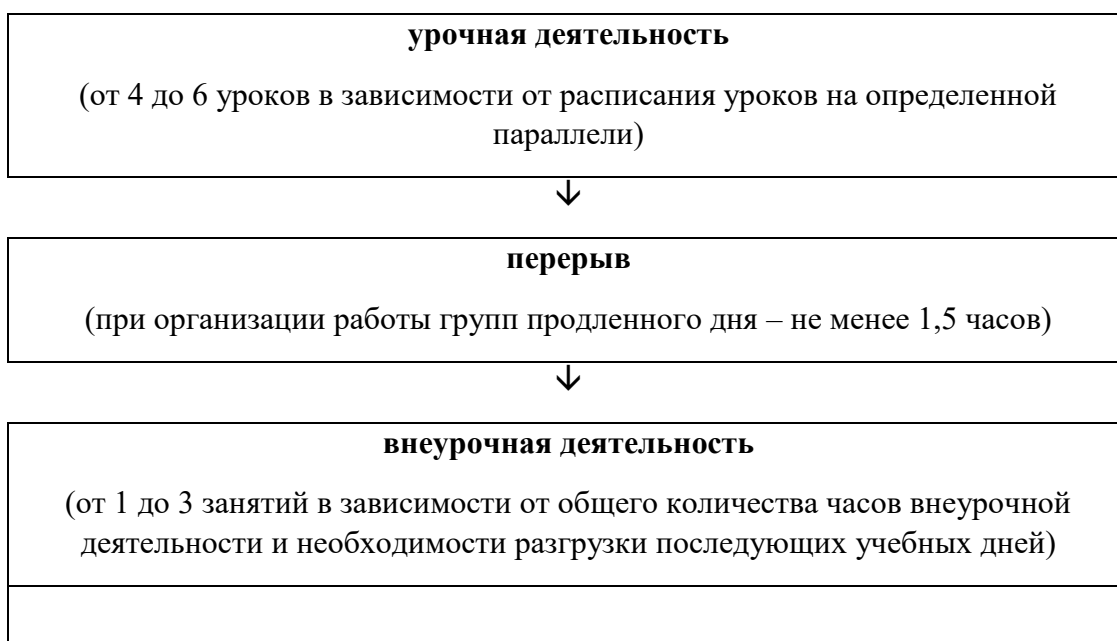 урочная деятельность
(от 4 до 6 уроков в зависимости от расписания уроков на определенной
параллели)
↓
перерыв
(при организации работы групп продленного дня – не менее 1,5 часов)
↓
внеурочная деятельность
(от 1 до 3 занятий в зависимости от общего количества часов внеурочной
деятельности и необходимости разгрузки последующих учебных дней)